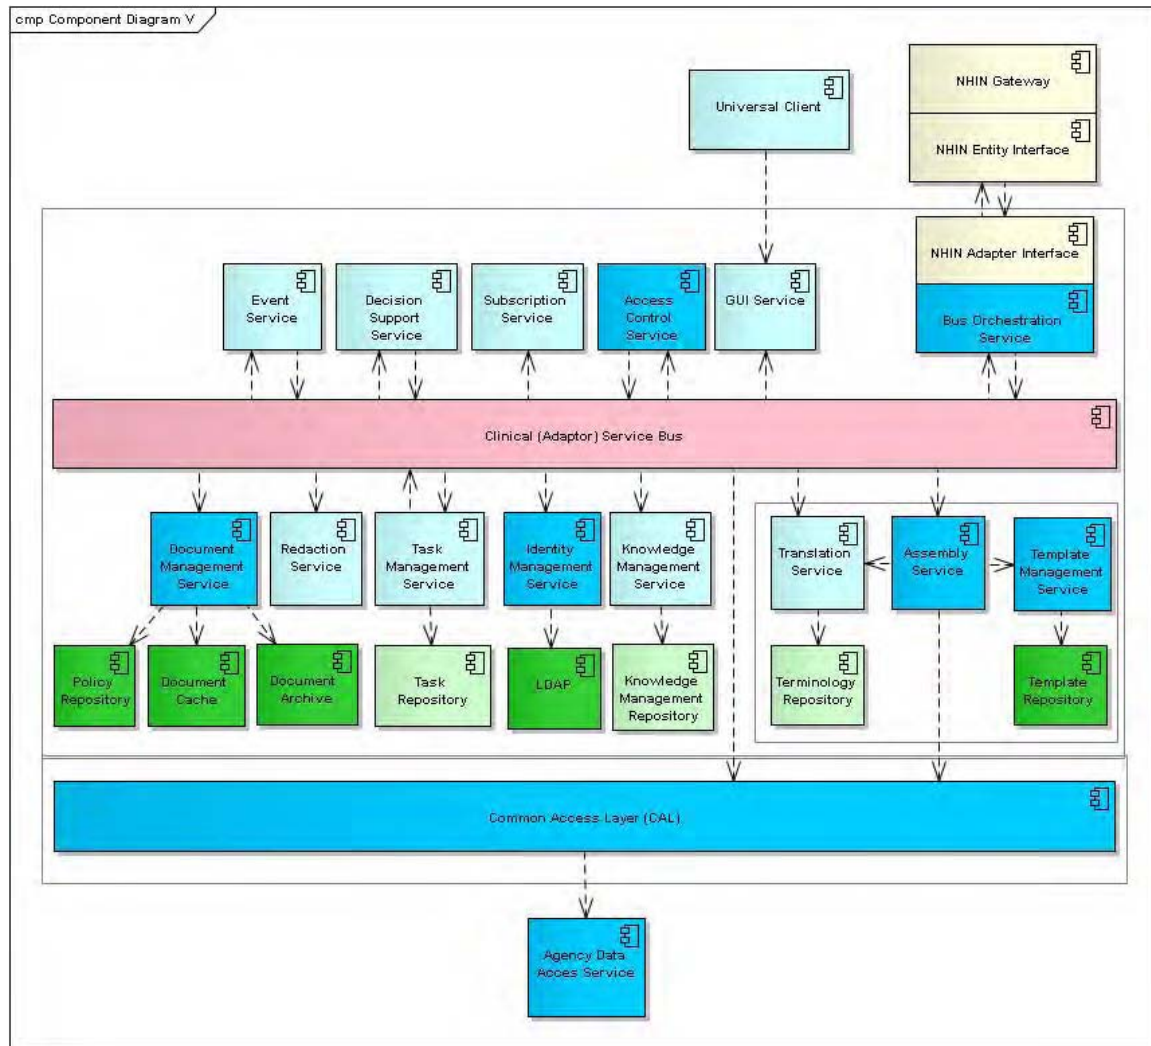 cmp Component Diagram V
Universal Client
NHIN Gateway
NHIN Entity Interface
NHIN Adapter Interface
Bus Orchestration
Service
Event
Service
Decision
Support
Service
Subscription
Service
Access
Control
Service
GUI Service
Clinical (Adaptor) Service Bus
Document
Management
Service
Redaction
Service
Task
Management
Service
Identity
Management
Service
Knowledge
Management
Service
Translation
Service
Assembly
Service
Template
Management
Service
Policy
Repository
Document
Cache
Document
Archive
Task
Repository
LDAP
Knowledge
Management
Repository
Terminology
Repository
Template
Repository
Common Access Layer (CAL)
Agency Data
Acces Service